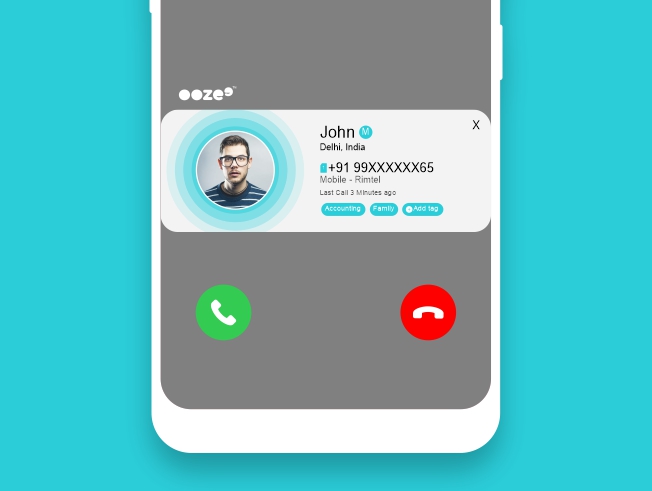 ooze
John M
X
Delhi, India
+91 99XXXXXX65
Mobile - Rimtel
Last Call 3 Minutes ago
Accounting Family Add tag